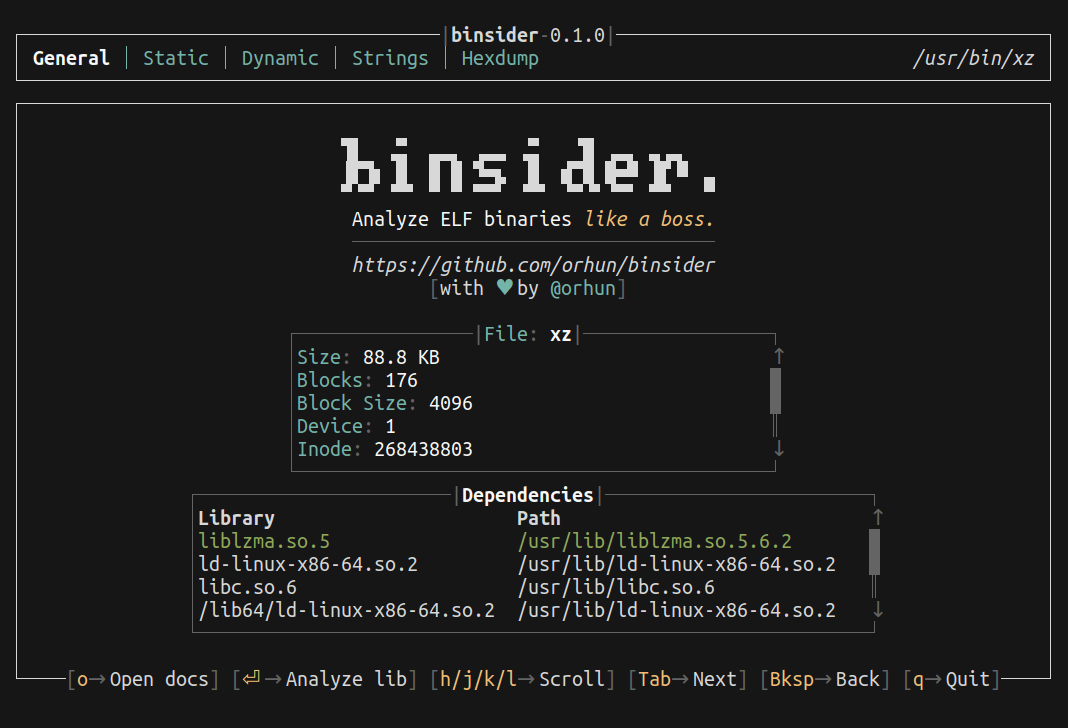 binsider-0.1.0
General | Static | Dynamic | Strings | Hexdump /usr/bin/xz
binsider.
Analyze ELF binaries like a boss.
https://github.com/orhun/binsider
[with ♥ by @orhun]
|File: xz|
Size: 88.8 KB
Blocks: 176
Block Size: 4096
Device: 1
Inode: 268438803
|Dependencies|
Library Path
liblzma.so.5 /usr/lib/liblzma.so.5.6.2
ld-linux-x86-64.so.2 /usr/lib/ld-linux-x86-64.so.2
libc.so.6 /usr/lib/libc.so.6
/lib64/ld-linux-x86-64.so.2 /usr/lib/ld-linux-x86-64.so.2
[o→Open docs] [⏎→Analyze lib] [h/j/k/l→Scroll] [Tab→Next] [Bksp→Back] [q→Quit]